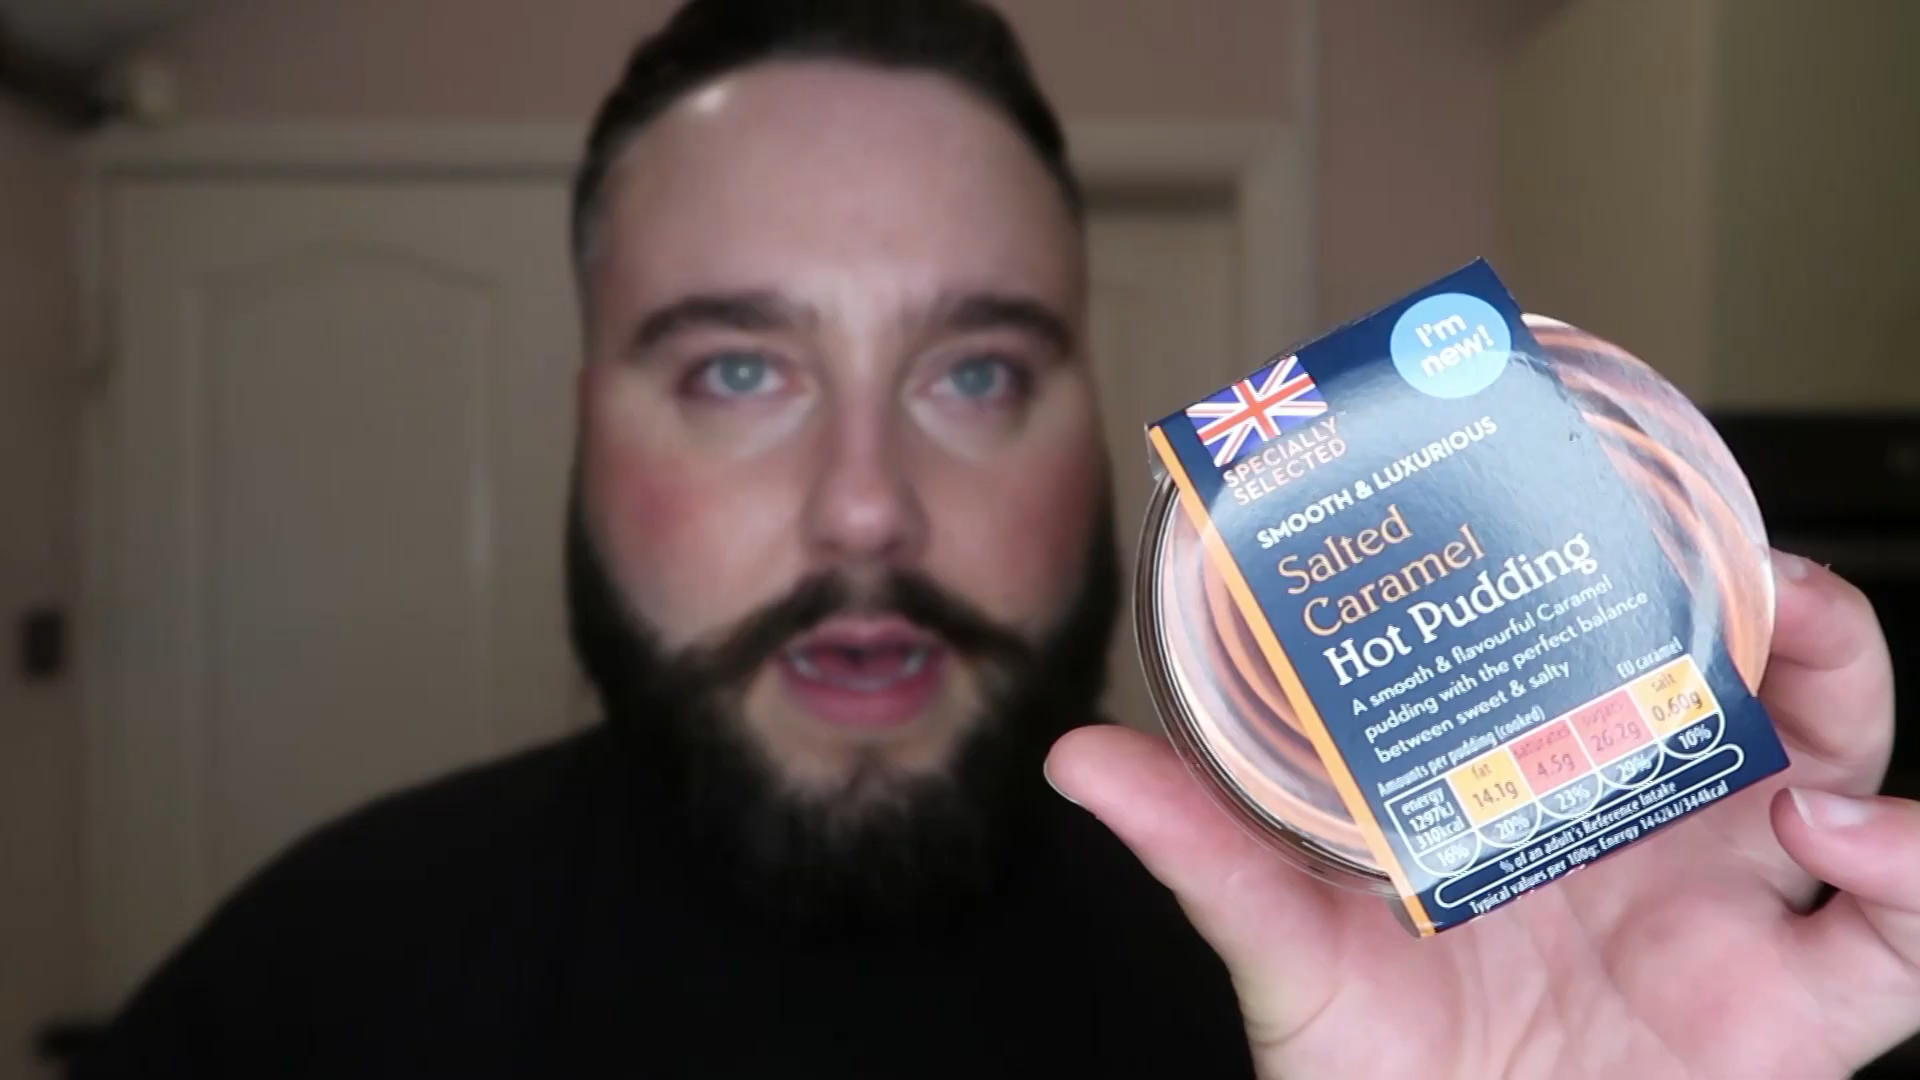 I'm
new!
SPECIALLY
SELECTED
SMOOTH & LUXURIOUS
Salted
Caramel
Hot Pudding
A smooth & flavourful Caramel
pudding with the perfect balance
between sweet & salty
EU caramel
Amounts per pudding (cooked)
energy
1297kJ
310kcal
16%
fat
14.1g
20%
saturates
4.5g
23%
sugars
26.2g
29%
salt
0.60g
10%
% of an adult's Reference Intake
Typical values per 100g: Energy 1442kJ/344kcal